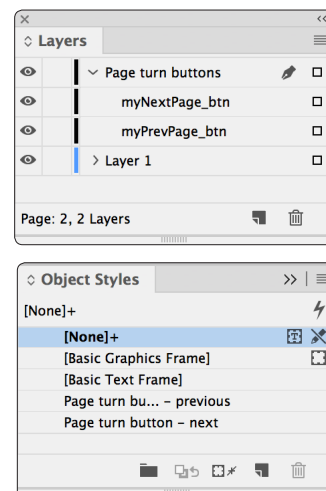 Layers
Page turn buttons
myNextPage_btn
myPrevPage_btn
Layer 1
Page: 2, 2 Layers
Object Styles
[None]+
[None]+
[Basic Graphics Frame]
[Basic Text Frame]
Page turn bu... – previous
Page turn button – next